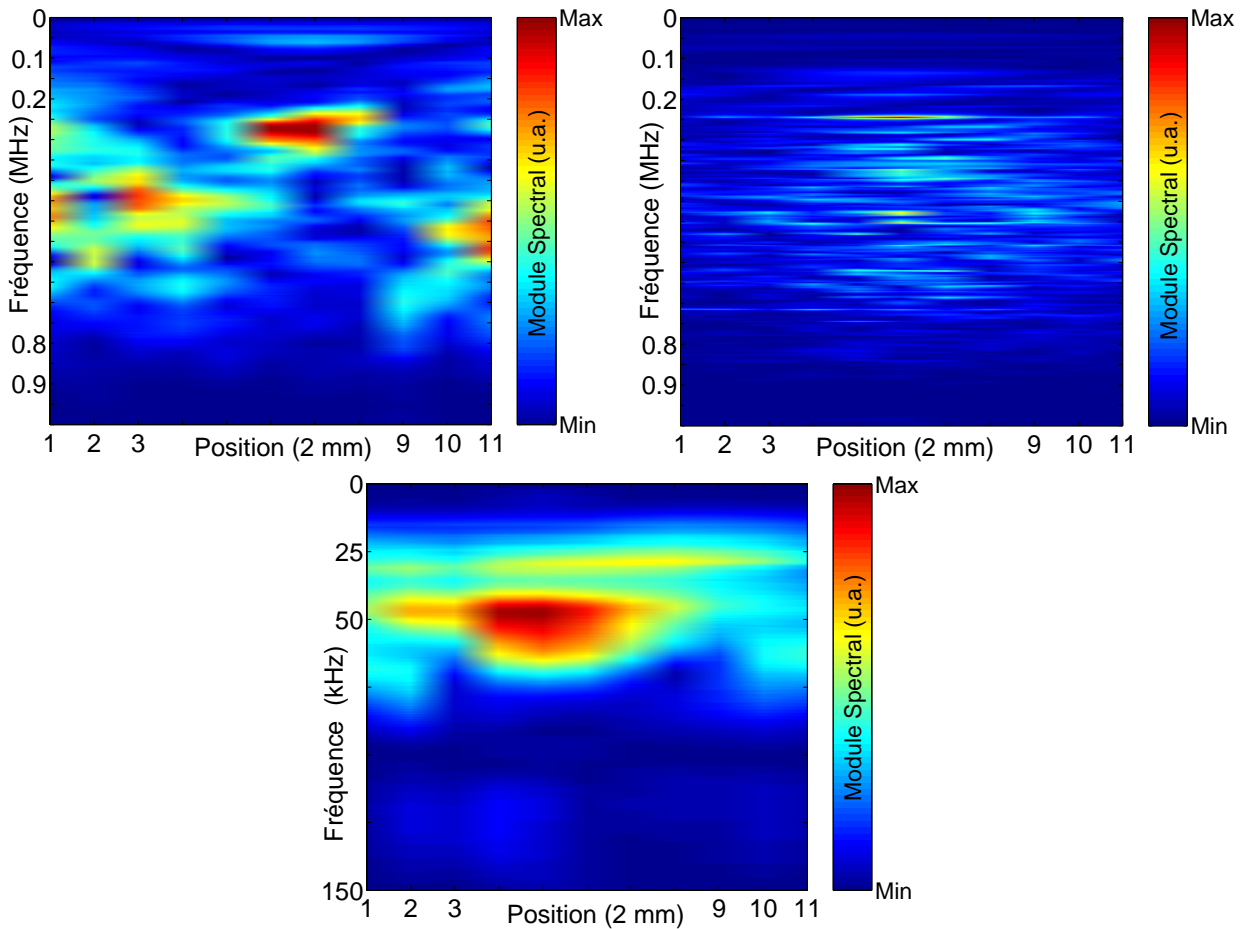 0
0.1
0.2
0.8
0.9
Fréquence (MHz)
1 2 3 Position (2 mm) 9 10 11
Max
Module Spectral (u.a.)
Min
0
0.1
0.2
0.8
0.9
Fréquence (MHz)
1 2 3 Position (2 mm) 9 10 11
Max
Module Spectral (u.a.)
Min
0
25
50
150
Fréquence (kHz)
1 2 3 Position (2 mm) 9 10 11
Max
Module Spectral (u.a.)
Min